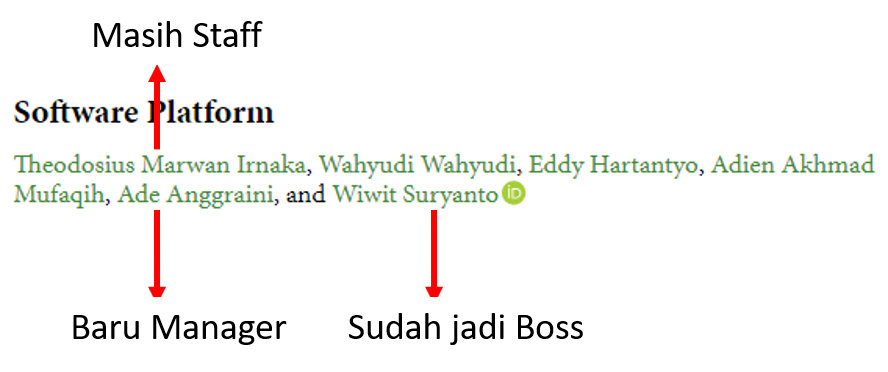 Masih Staff
Software Platform
Theodosius Marwan Irnaka, Wahyudi Wahyudi, Eddy Hartantyo, Adien Akhmad
Mufaqih, Ade Anggraini, and Wiwit Suryanto iD
Baru Manager
Sudah jadi Boss